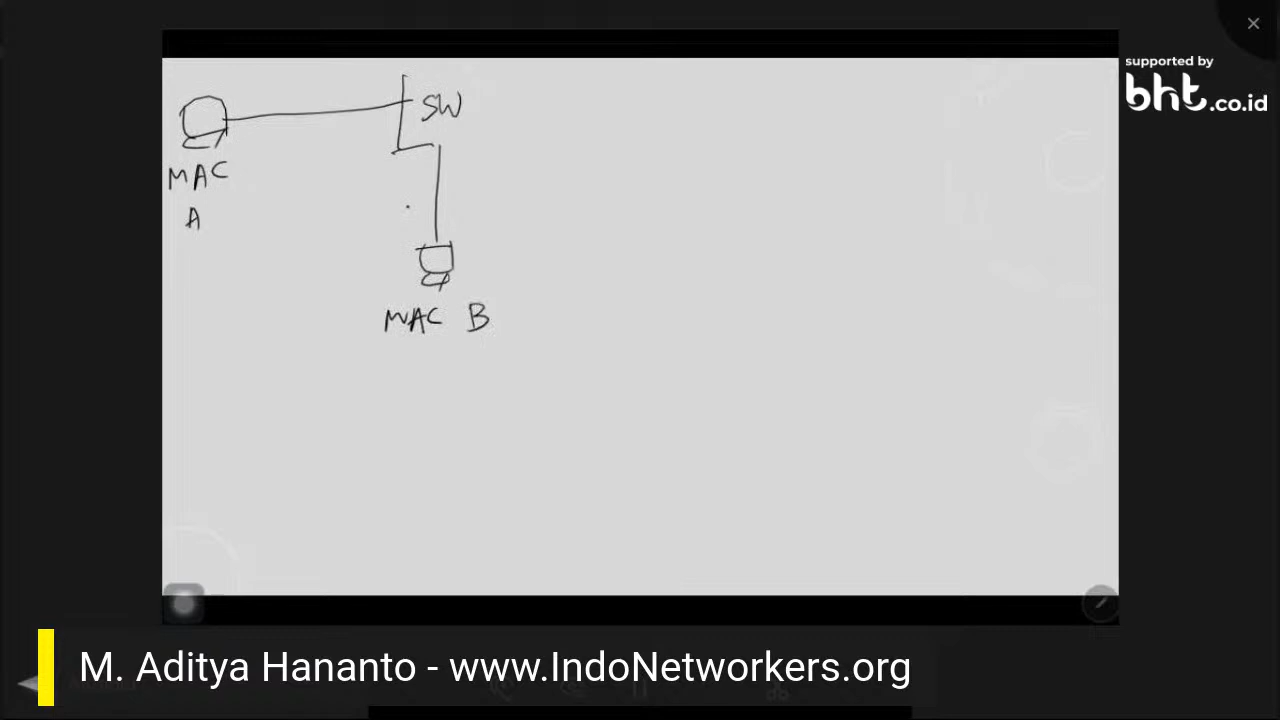 supported by
bht.co.id
SW
MAC
A
MAC B
M. Aditya Hananto - www.IndoNetworkers.org